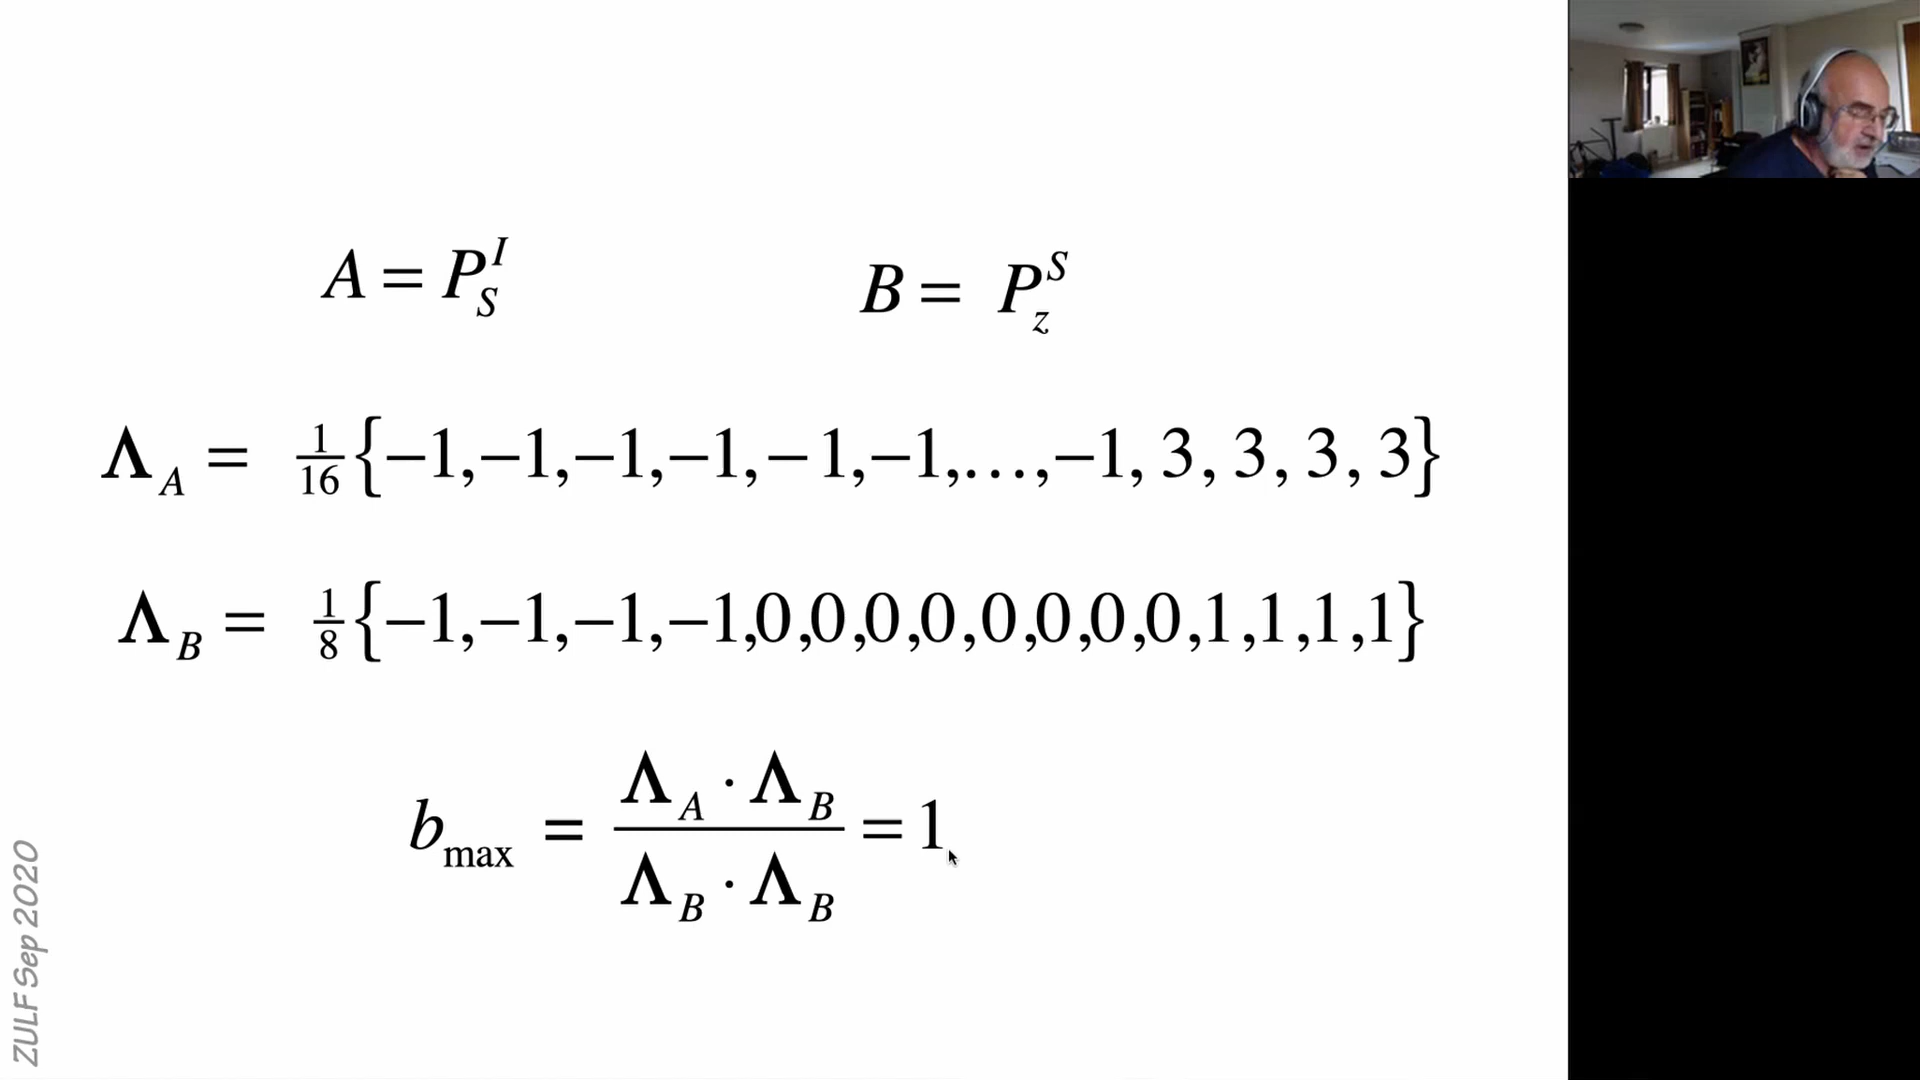 A = P_S^I
B = P_z^S
Λ_A = 1/16 {−1,−1,−1,−1,−1,−1,...,−1, 3, 3, 3, 3}
Λ_B = 1/8 {−1,−1,−1,−1,0,0,0,0,0,0,0,0,1,1,1,1}
b_max = (Λ_A · Λ_B) / (Λ_B · Λ_B) = 1
ZULF Sep 2020